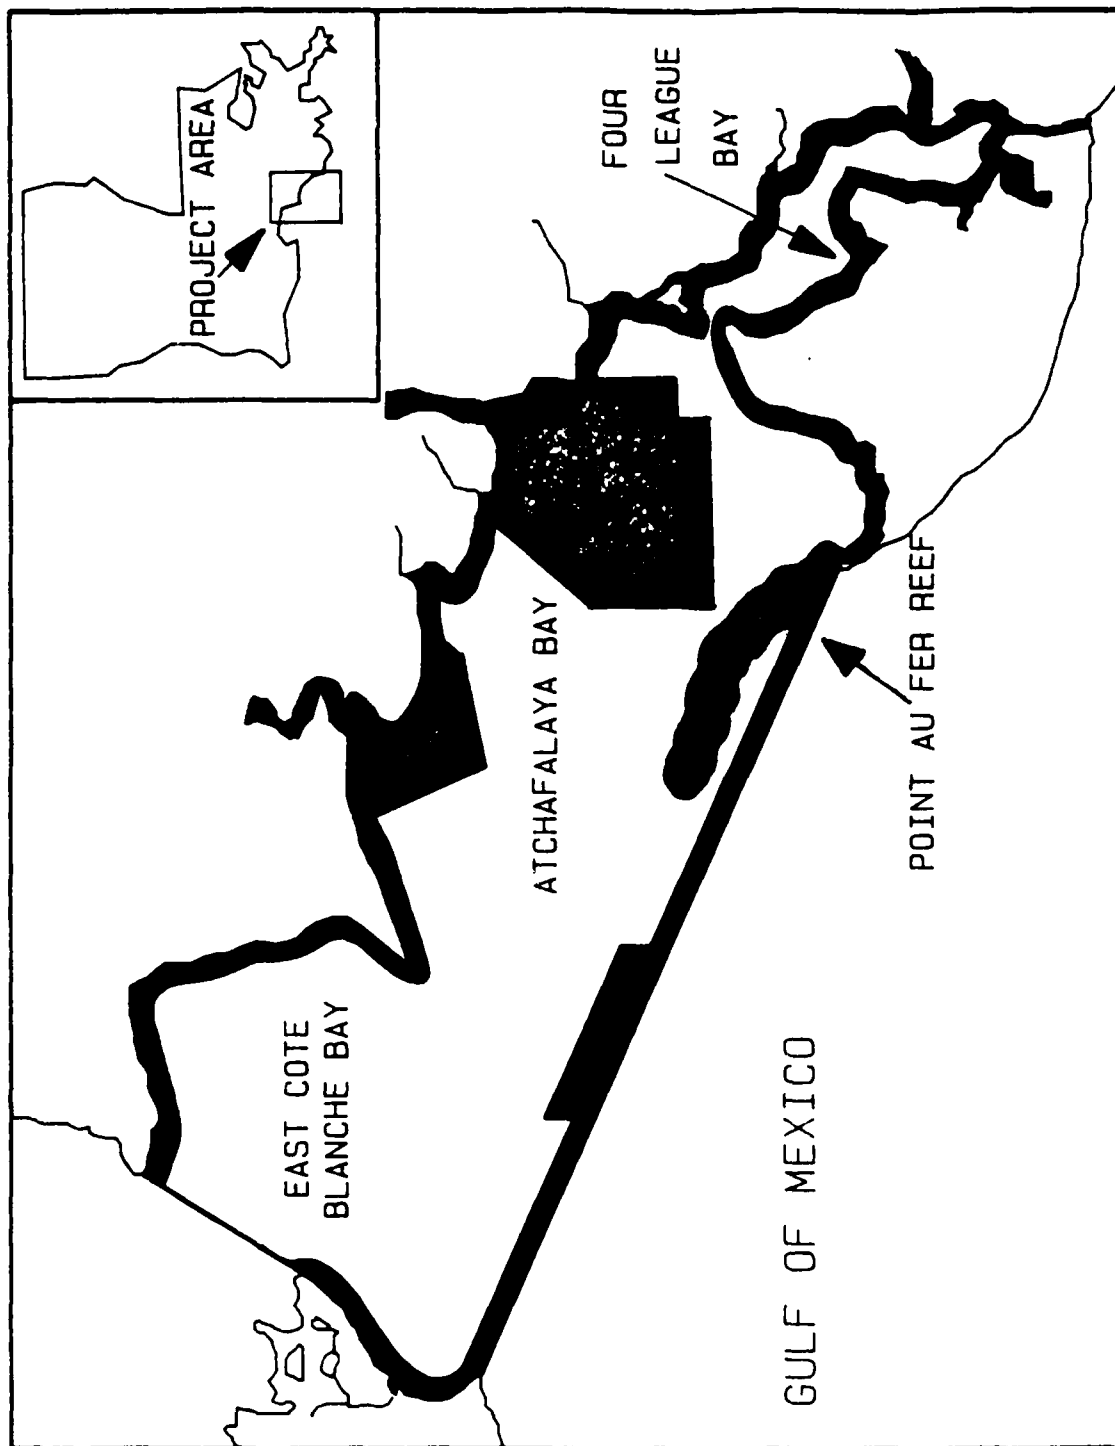 PROJECT AREA
FOUR
LEAGUE
BAY
ATCHAFALAYA BAY
EAST COTE
BLANCHE BAY
POINT AU FER REEF
GULF OF MEXICO